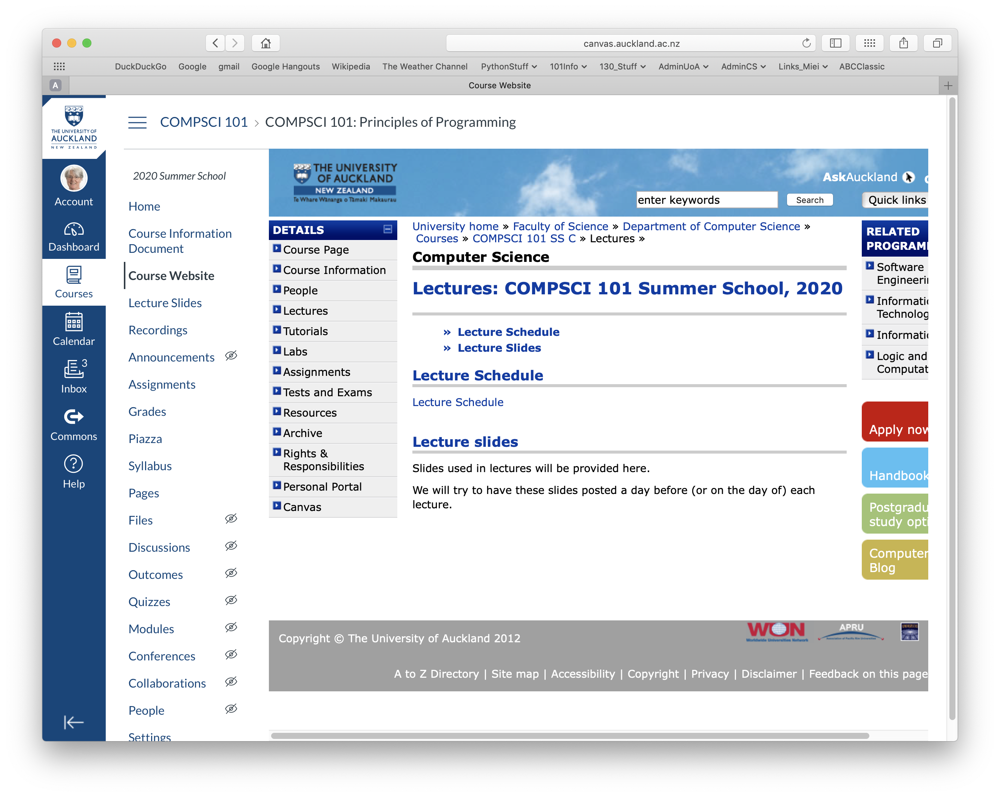 canvas.auckland.ac.nz
DuckDuckGo Google gmail Google Hangouts Wikipedia The Weather Channel PythonStuff 101Info 130_Stuff AdminUoA AdminCS Links_Miei ABCClassic
A
Course Website
THE UNIVERSITY OF
AUCKLAND
NEW ZEALAND
Account
Dashboard
Courses
Calendar
3
Inbox
Commons
Help
COMPSCI 101 › COMPSCI 101: Principles of Programming
2020 Summer School
Home
Course Information
Document
Course Website
Lecture Slides
Recordings
Announcements
Assignments
Grades
Piazza
Syllabus
Pages
Files
Discussions
Outcomes
Quizzes
Modules
Conferences
Collaborations
People
Settings
THE UNIVERSITY
OF AUCKLAND
NEW ZEALAND
Te Whare Wānanga o Tāmaki Makaurau
AskAuckland
enter keywords
Search
Quick links
DETAILS
Course Page
Course Information
People
Lectures
Tutorials
Labs
Assignments
Tests and Exams
Resources
Archive
Rights &
Responsibilities
Personal Portal
Canvas
University home » Faculty of Science » Department of Computer Science »
Courses » COMPSCI 101 SS C » Lectures »
Computer Science
Lectures: COMPSCI 101 Summer School, 2020
» Lecture Schedule
» Lecture Slides
Lecture Schedule
Lecture Schedule
Lecture slides
Slides used in lectures will be provided here.
We will try to have these slides posted a day before (or on the day of) each
lecture.
RELATED
PROGRAM
Software
Engineeri
Informatic
Technolog
Informatic
Logic and
Computat
Apply now
Handbook
Postgradu
study opti
Computer
Blog
Copyright © The University of Auckland 2012
WUN
Worldwide Universities Network
APRU
Association of Pacific Rim Universities
A to Z Directory | Site map | Accessibility | Copyright | Privacy | Disclaimer | Feedback on this page